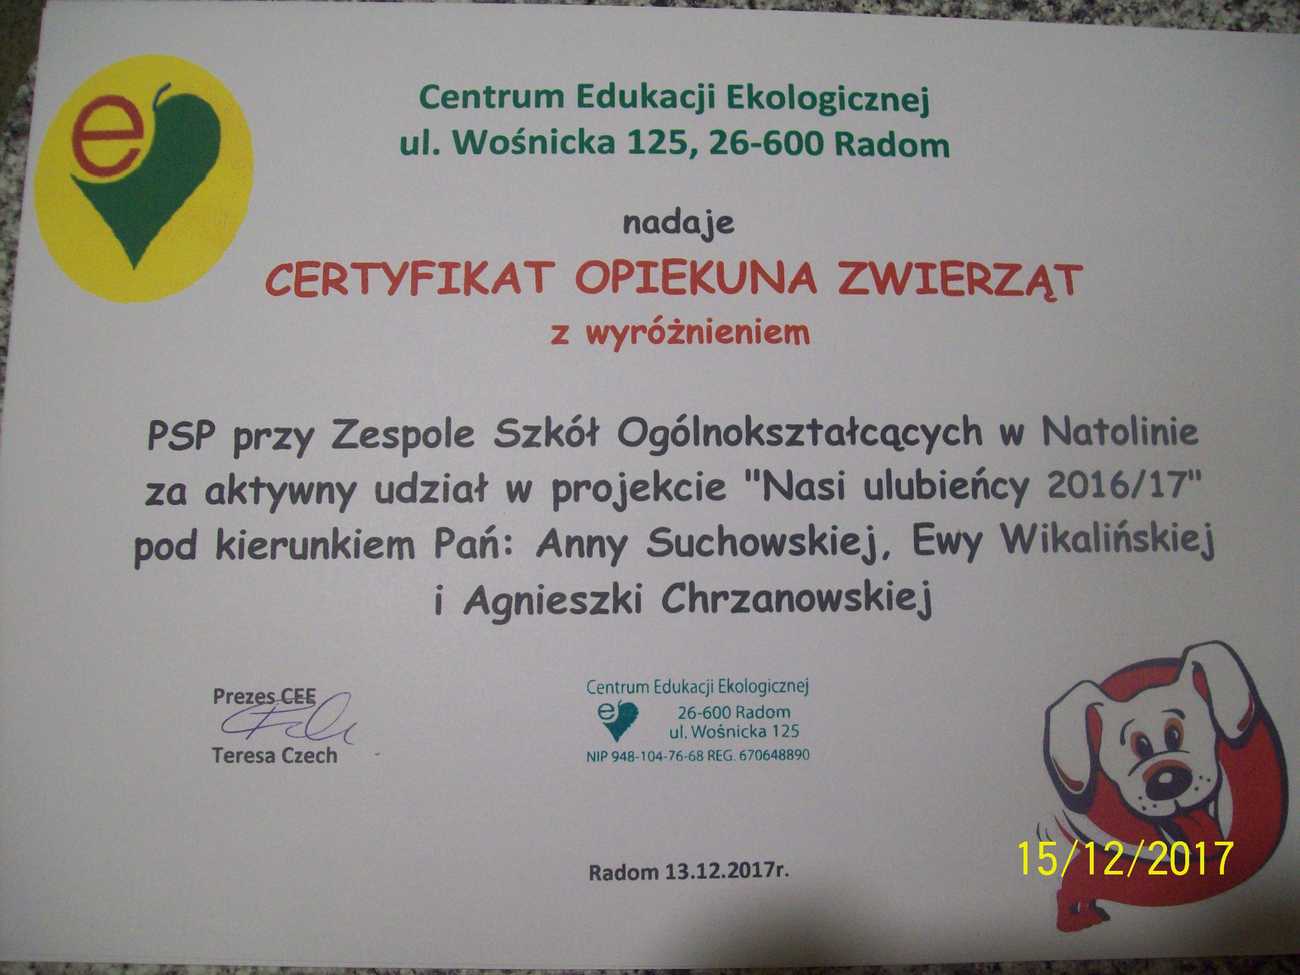 e
Centrum Edukacji Ekologicznej
ul. Wośnicka 125, 26-600 Radom
nadaje
CERTYFIKAT OPIEKUNA ZWIERZĄT
z wyróżnieniem
PSP przy Zespole Szkół Ogólnokształcących w Natolinie
za aktywny udział w projekcie "Nasi ulubieńcy 2016/17"
pod kierunkiem Pań: Anny Suchowskiej, Ewy Wikalińskiej
i Agnieszki Chrzanowskiej
Prezes CEE
Teresa Czech
Centrum Edukacji Ekologicznej
e
26-600 Radom
ul. Wośnicka 125
NIP 948-104-76-68 REG. 670648890
Radom 13.12.2017r.
15/12/2017